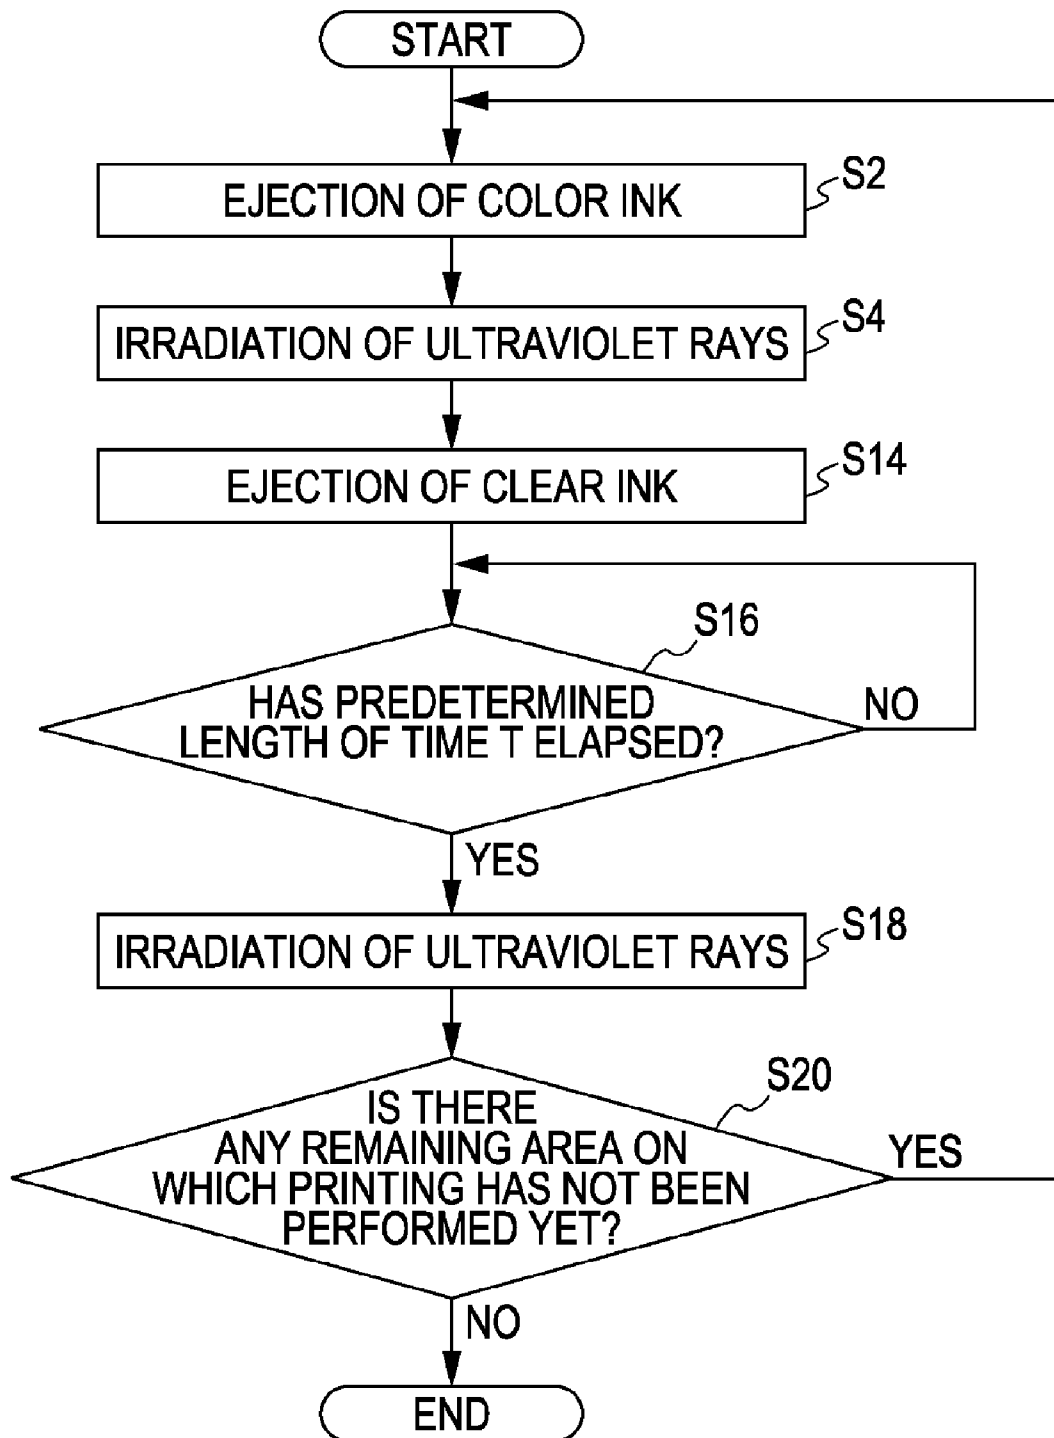 START
EJECTION OF COLOR INK
S2
IRRADIATION OF ULTRAVIOLET RAYS
S4
EJECTION OF CLEAR INK
S14
S16
HAS PREDETERMINED
LENGTH OF TIME T ELAPSED?
NO
YES
IRRADIATION OF ULTRAVIOLET RAYS
S18
S20
IS THERE
ANY REMAINING AREA ON
WHICH PRINTING HAS NOT BEEN
PERFORMED YET?
YES
NO
END